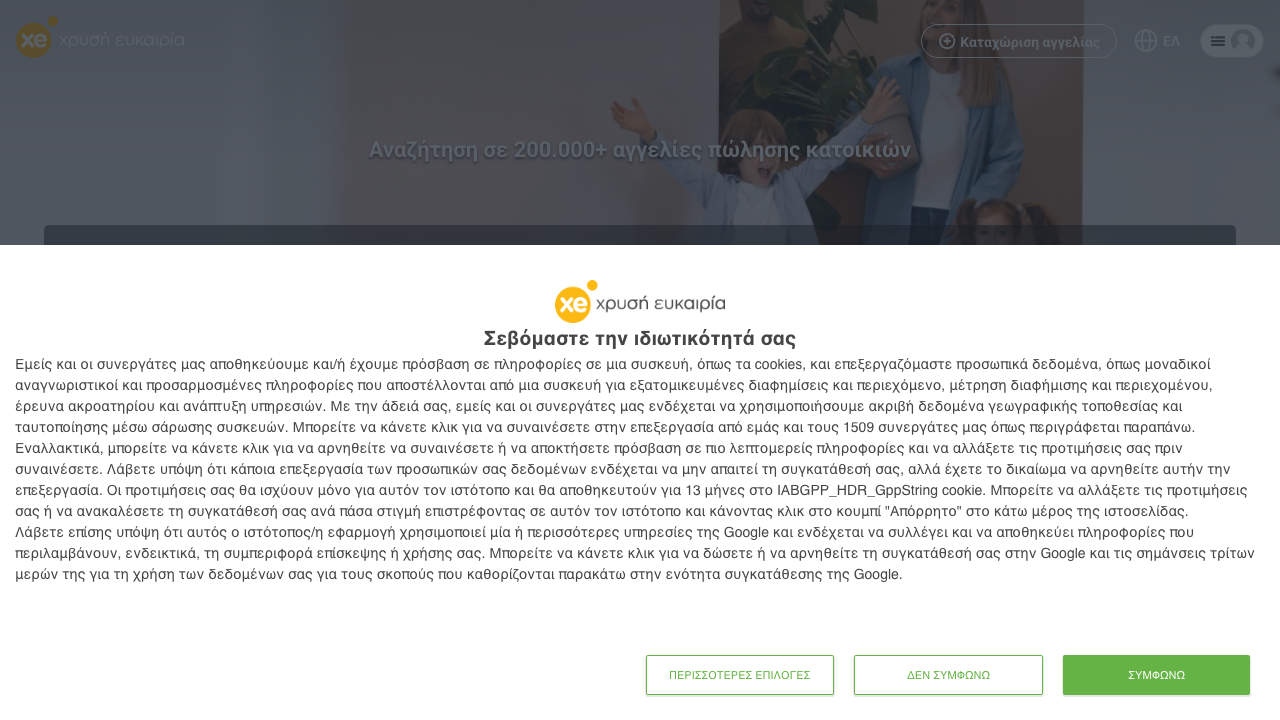 xe χρυσή ευκαιρία
Καταχώριση αγγελίας
ΕΛ
Αναζήτηση σε 200.000+ αγγελίες πώλησης κατοικιών
xe χρυσή ευκαιρία
Σεβόμαστε την ιδιωτικότητά σας
Εμείς και οι συνεργάτες μας αποθηκεύουμε και/ή έχουμε πρόσβαση σε πληροφορίες σε μια συσκευή, όπως τα cookies, και επεξεργαζόμαστε προσωπικά δεδομένα, όπως μοναδικοί
αναγνωριστικοί και προσαρμοσμένες πληροφορίες που αποστέλλονται από μια συσκευή για εξατομικευμένες διαφημίσεις και περιεχόμενο, μέτρηση διαφήμισης και περιεχομένου,
έρευνα ακροατηρίου και ανάπτυξη υπηρεσιών. Με την άδειά σας, εμείς και οι συνεργάτες μας ενδέχεται να χρησιμοποιήσουμε ακριβή δεδομένα γεωγραφικής τοποθεσίας και
ταυτοποίησης μέσω σάρωσης συσκευών. Μπορείτε να κάνετε κλικ για να συναινέσετε στην επεξεργασία από εμάς και τους 1509 συνεργάτες μας όπως περιγράφεται παραπάνω.
Εναλλακτικά, μπορείτε να κάνετε κλικ για να αρνηθείτε να συναινέσετε ή να αποκτήσετε πρόσβαση σε πιο λεπτομερείς πληροφορίες και να αλλάξετε τις προτιμήσεις σας πριν
συναινέσετε. Λάβετε υπόψη ότι κάποια επεξεργασία των προσωπικών σας δεδομένων ενδέχεται να μην απαιτεί τη συγκατάθεσή σας, αλλά έχετε το δικαίωμα να αρνηθείτε αυτήν την
επεξεργασία. Οι προτιμήσεις σας θα ισχύουν μόνο για αυτόν τον ιστότοπο και θα αποθηκευτούν για 13 μήνες στο IABGPP_HDR_GppString cookie. Μπορείτε να αλλάξετε τις προτιμήσεις
σας ή να ανακαλέσετε τη συγκατάθεσή σας ανά πάσα στιγμή επιστρέφοντας σε αυτόν τον ιστότοπο και κάνοντας κλικ στο κουμπί "Απόρρητο" στο κάτω μέρος της ιστοσελίδας.
Λάβετε επίσης υπόψη ότι αυτός ο ιστότοπος/η εφαρμογή χρησιμοποιεί μία ή περισσότερες υπηρεσίες της Google και ενδέχεται να συλλέγει και να αποθηκεύει πληροφορίες που
περιλαμβάνουν, ενδεικτικά, τη συμπεριφορά επίσκεψης ή χρήσης σας. Μπορείτε να κάνετε κλικ για να δώσετε ή να αρνηθείτε τη συγκατάθεσή σας στην Google και τις σημάνσεις τρίτων
μερών της για τη χρήση των δεδομένων σας για τους σκοπούς που καθορίζονται παρακάτω στην ενότητα συγκατάθεσης της Google.
ΠΕΡΙΣΣΟΤΕΡΕΣ ΕΠΙΛΟΓΕΣ
ΔΕΝ ΣΥΜΦΩΝΩ
ΣΥΜΦΩΝΩ